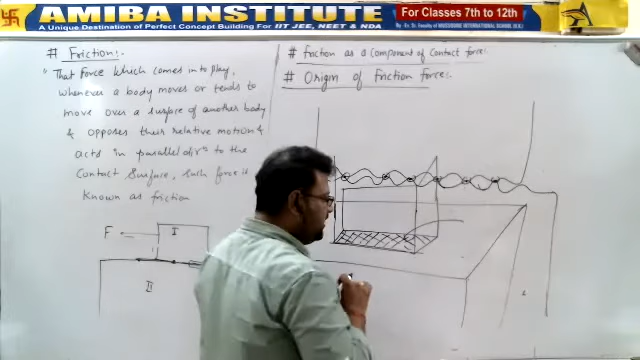 AMIBA INSTITUTE
For Classes 7th to 12th
A Unique Destination of Perfect Concept Building For IIT JEE, NEET & NDA
# Friction:-
" That Force Which comes into play,
whenever a body moves or tends to
move over a surface of another body
& opposes their relative motion &
acts in parallel dirⁿ to the
Contact Surface, Such force is
Known as friction
F
I
II
# friction as a Component of Contact force:
# Origin of Friction Force:-